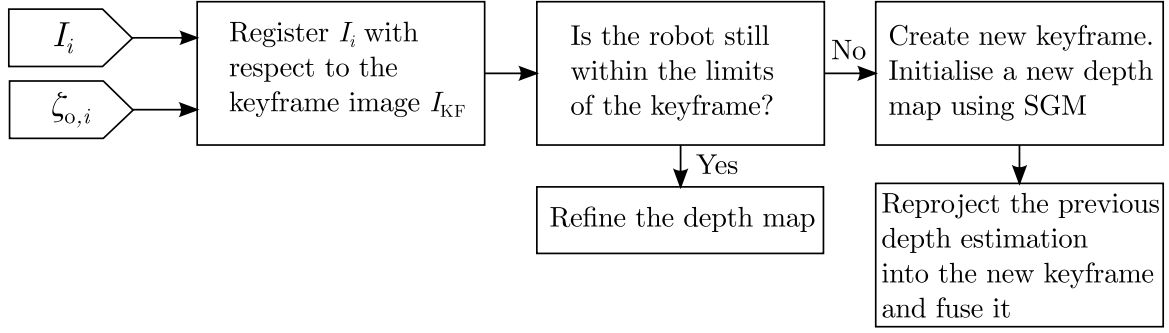 I_i
ζ_{o,i}
Register I_i with
respect to the
keyframe image I_KF
Is the robot still
within the limits
of the keyframe?
No
Create new keyframe.
Initialise a new depth
map using SGM
Yes
Refine the depth map
Reproject the previous
depth estimation
into the new keyframe
and fuse it